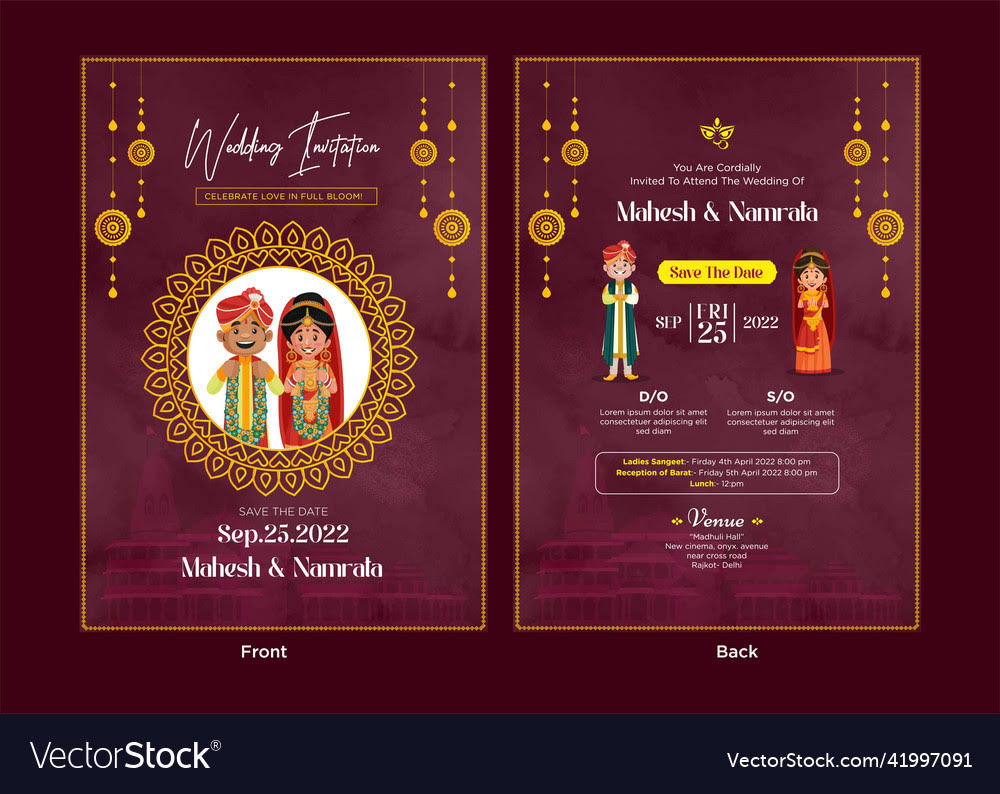 Wedding Invitation
CELEBRATE LOVE IN FULL BLOOM!
SAVE THE DATE
Sep.25.2022
Mahesh & Namrata
Front
You Are Cordially
Invited To Attend The Wedding Of
Mahesh & Namrata
Save The Date
SEP FRI 25 2022
D/O
Lorem ipsum dolor sit amet
consectetuer adipiscing elit
sed diam
S/O
Lorem ipsum dolor sit amet
consectetuer adipiscing elit
sed diam
Ladies Sangeet:- Firday 4th April 2022 8:00 pm
Reception of Barat:- Friday 5th April 2022 8:00 pm
Lunch:- 12:pm
Venue
"Madhuli Hall"
New cinema, onyx. avenue
near cross road
Rajkot- Delhi
Back
VectorStock®
VectorStock.com/41997091